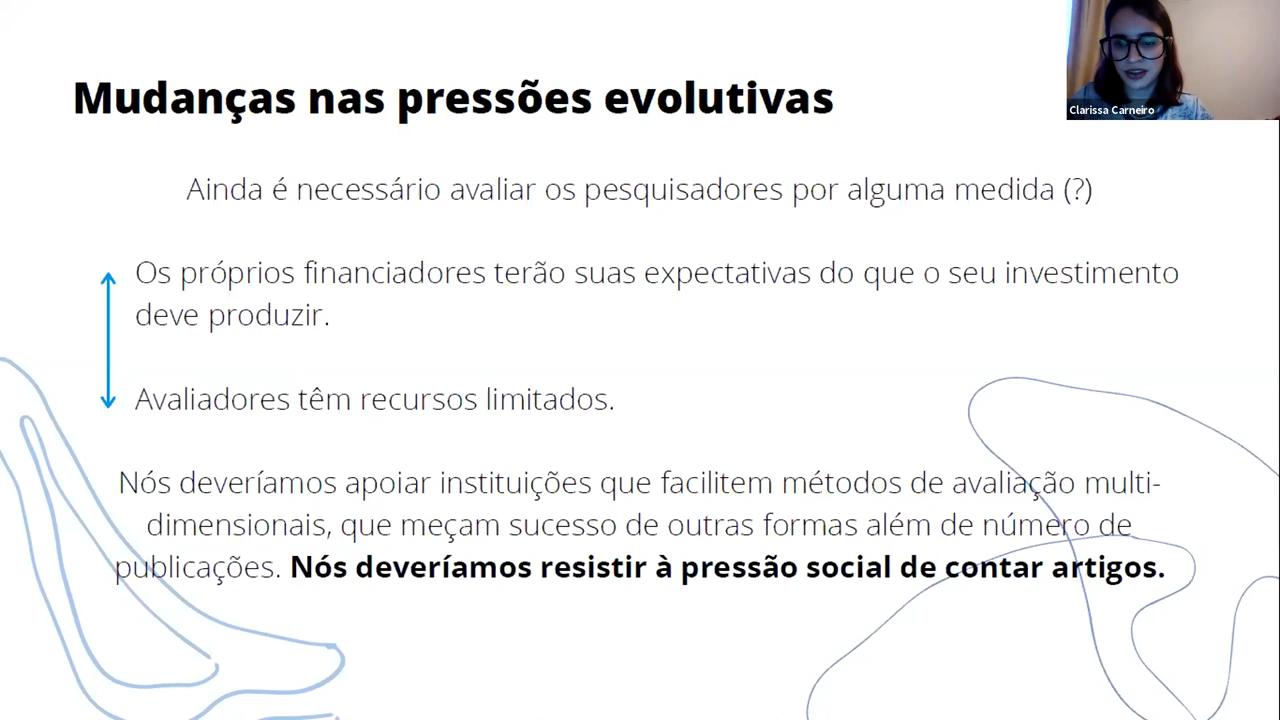 Mudanças nas pressões evolutivas
Clarissa Carneiro
Ainda é necessário avaliar os pesquisadores por alguma medida (?)
Os próprios financiadores terão suas expectativas do que o seu investimento
deve produzir.
Avaliadores têm recursos limitados.
Nós deveríamos apoiar instituições que facilitem métodos de avaliação multi-
dimensionais, que meçam sucesso de outras formas além de número de
publicações. Nós deveríamos resistir à pressão social de contar artigos.